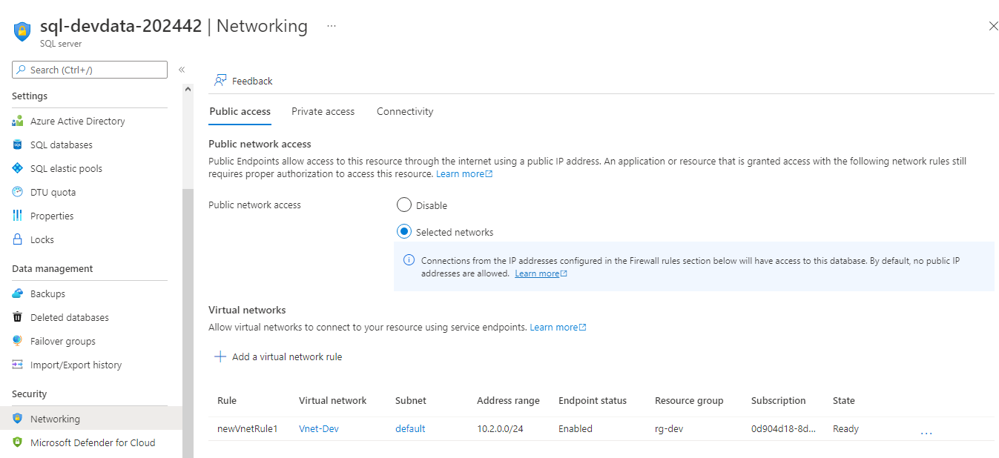 sql-devdata-202442 | Networking ...
SQL server
Search (Ctrl+/)
«
Settings
Azure Active Directory
SQL databases
SQL elastic pools
DTU quota
Properties
Locks
Data management
Backups
Deleted databases
Failover groups
Import/Export history
Security
Networking
Microsoft Defender for Cloud
Feedback
Public access Private access Connectivity
Public network access
Public Endpoints allow access to this resource through the internet using a public IP address. An application or resource that is granted access with the following network rules still
requires proper authorization to access this resource. Learn more
Public network access
Disable
Selected networks
Connections from the IP addresses configured in the Firewall rules section below will have access to this database. By default, no public IP
addresses are allowed. Learn more
Virtual networks
Allow virtual networks to connect to your resource using service endpoints. Learn more
+ Add a virtual network rule
Rule Virtual network Subnet Address range Endpoint status Resource group Subscription State
newVnetRule1 Vnet-Dev default 10.2.0.0/24 Enabled rg-dev 0d904d18-8d... Ready ...